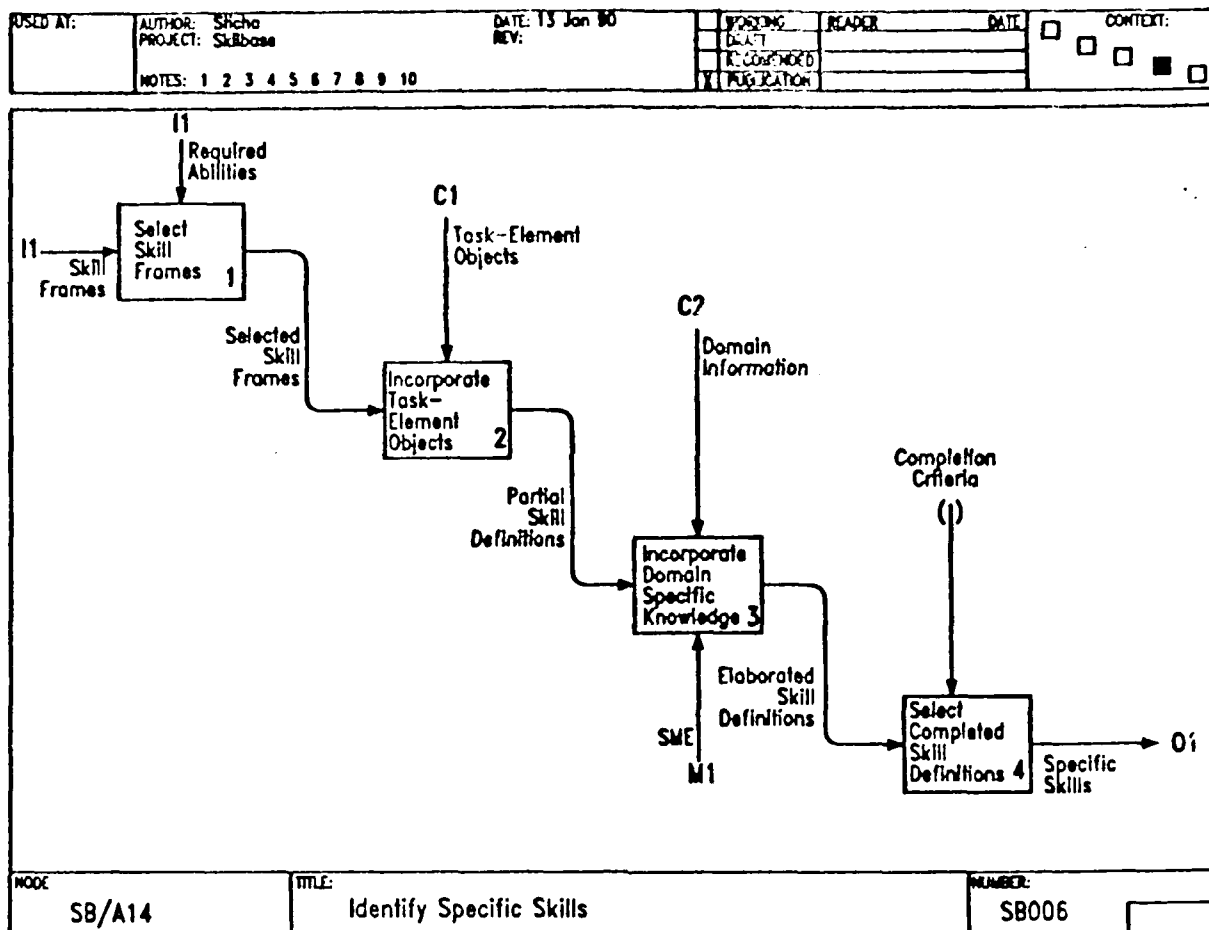 USED AT:
AUTHOR: Shcha
PROJECT: Skillbase
DATE: 13 Jan 90
REV:
NOTES: 1 2 3 4 5 6 7 8 9 10
WORKING
DRAFT
RECOMENDED
X PUBLICATION
READER DATE
CONTEXT:
I1
Required
Abilities
I1
Skill
Frames
Select
Skill
Frames 1
C1
Task-Element
Objects
Selected
Skill
Frames
Incorporate
Task-
Element
Objects 2
C2
Domain
Information
Partial
Skill
Definitions
Incorporate
Domain
Specific
Knowledge 3
Completion
Criteria
()
SME
M1
Elaborated
Skill
Definitions
Select
Completed
Skill
Definitions 4
Specific
Skills
O1
NODE
SB/A14
TITLE:
Identify Specific Skills
NUMBER:
SB006